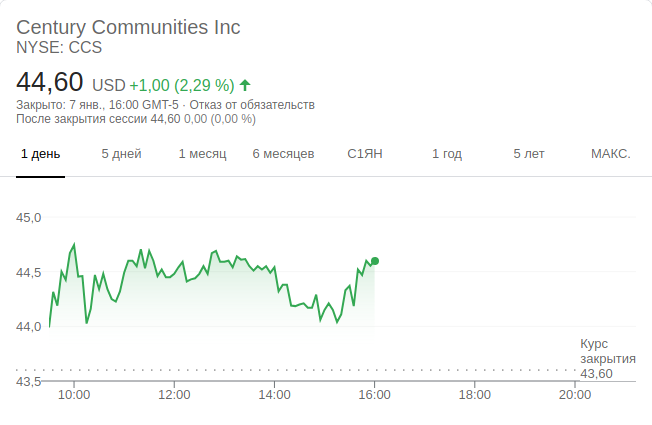 Century Communities Inc
NYSE: CCS
44,60 USD +1,00 (2,29 %)
Закрыто: 7 янв., 16:00 GMT-5 · Отказ от обязательств
После закрытия сессии 44,60 0,00 (0,00 %)
1 день 5 дней 1 месяц 6 месяцев С1ЯН 1 год 5 лет МАКС.
45,0
44,5
44,0
Курс
закрытия
43,60
43,5
10:00 12:00 14:00 16:00 18:00 20:00